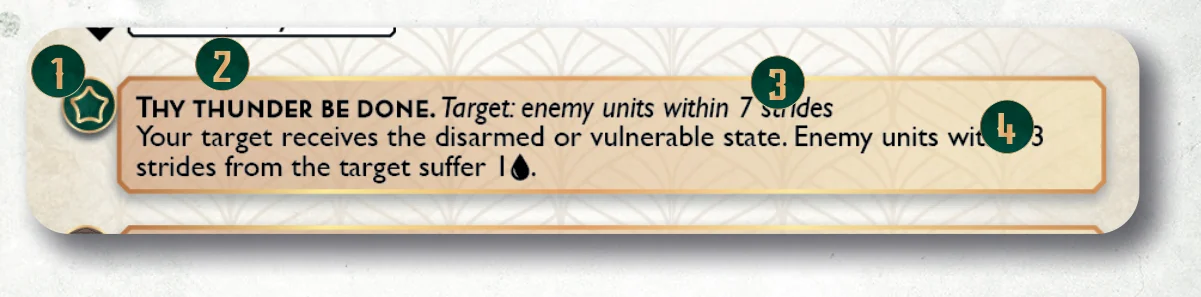 1
2
3
THY THUNDER BE DONE. Target: enemy units within 7 strides
4
Your target receives the disarmed or vulnerable state. Enemy units 3
strides from the target suffer 1.